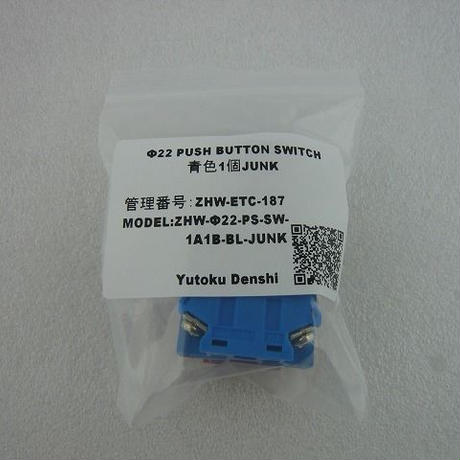 Φ22 PUSH BUTTON SWITCH
青色1個JUNK
管理番号:ZHW-ETC-187
MODEL:ZHW-Φ22-PS-SW-
1A1B-BL-JUNK
Yutoku Denshi